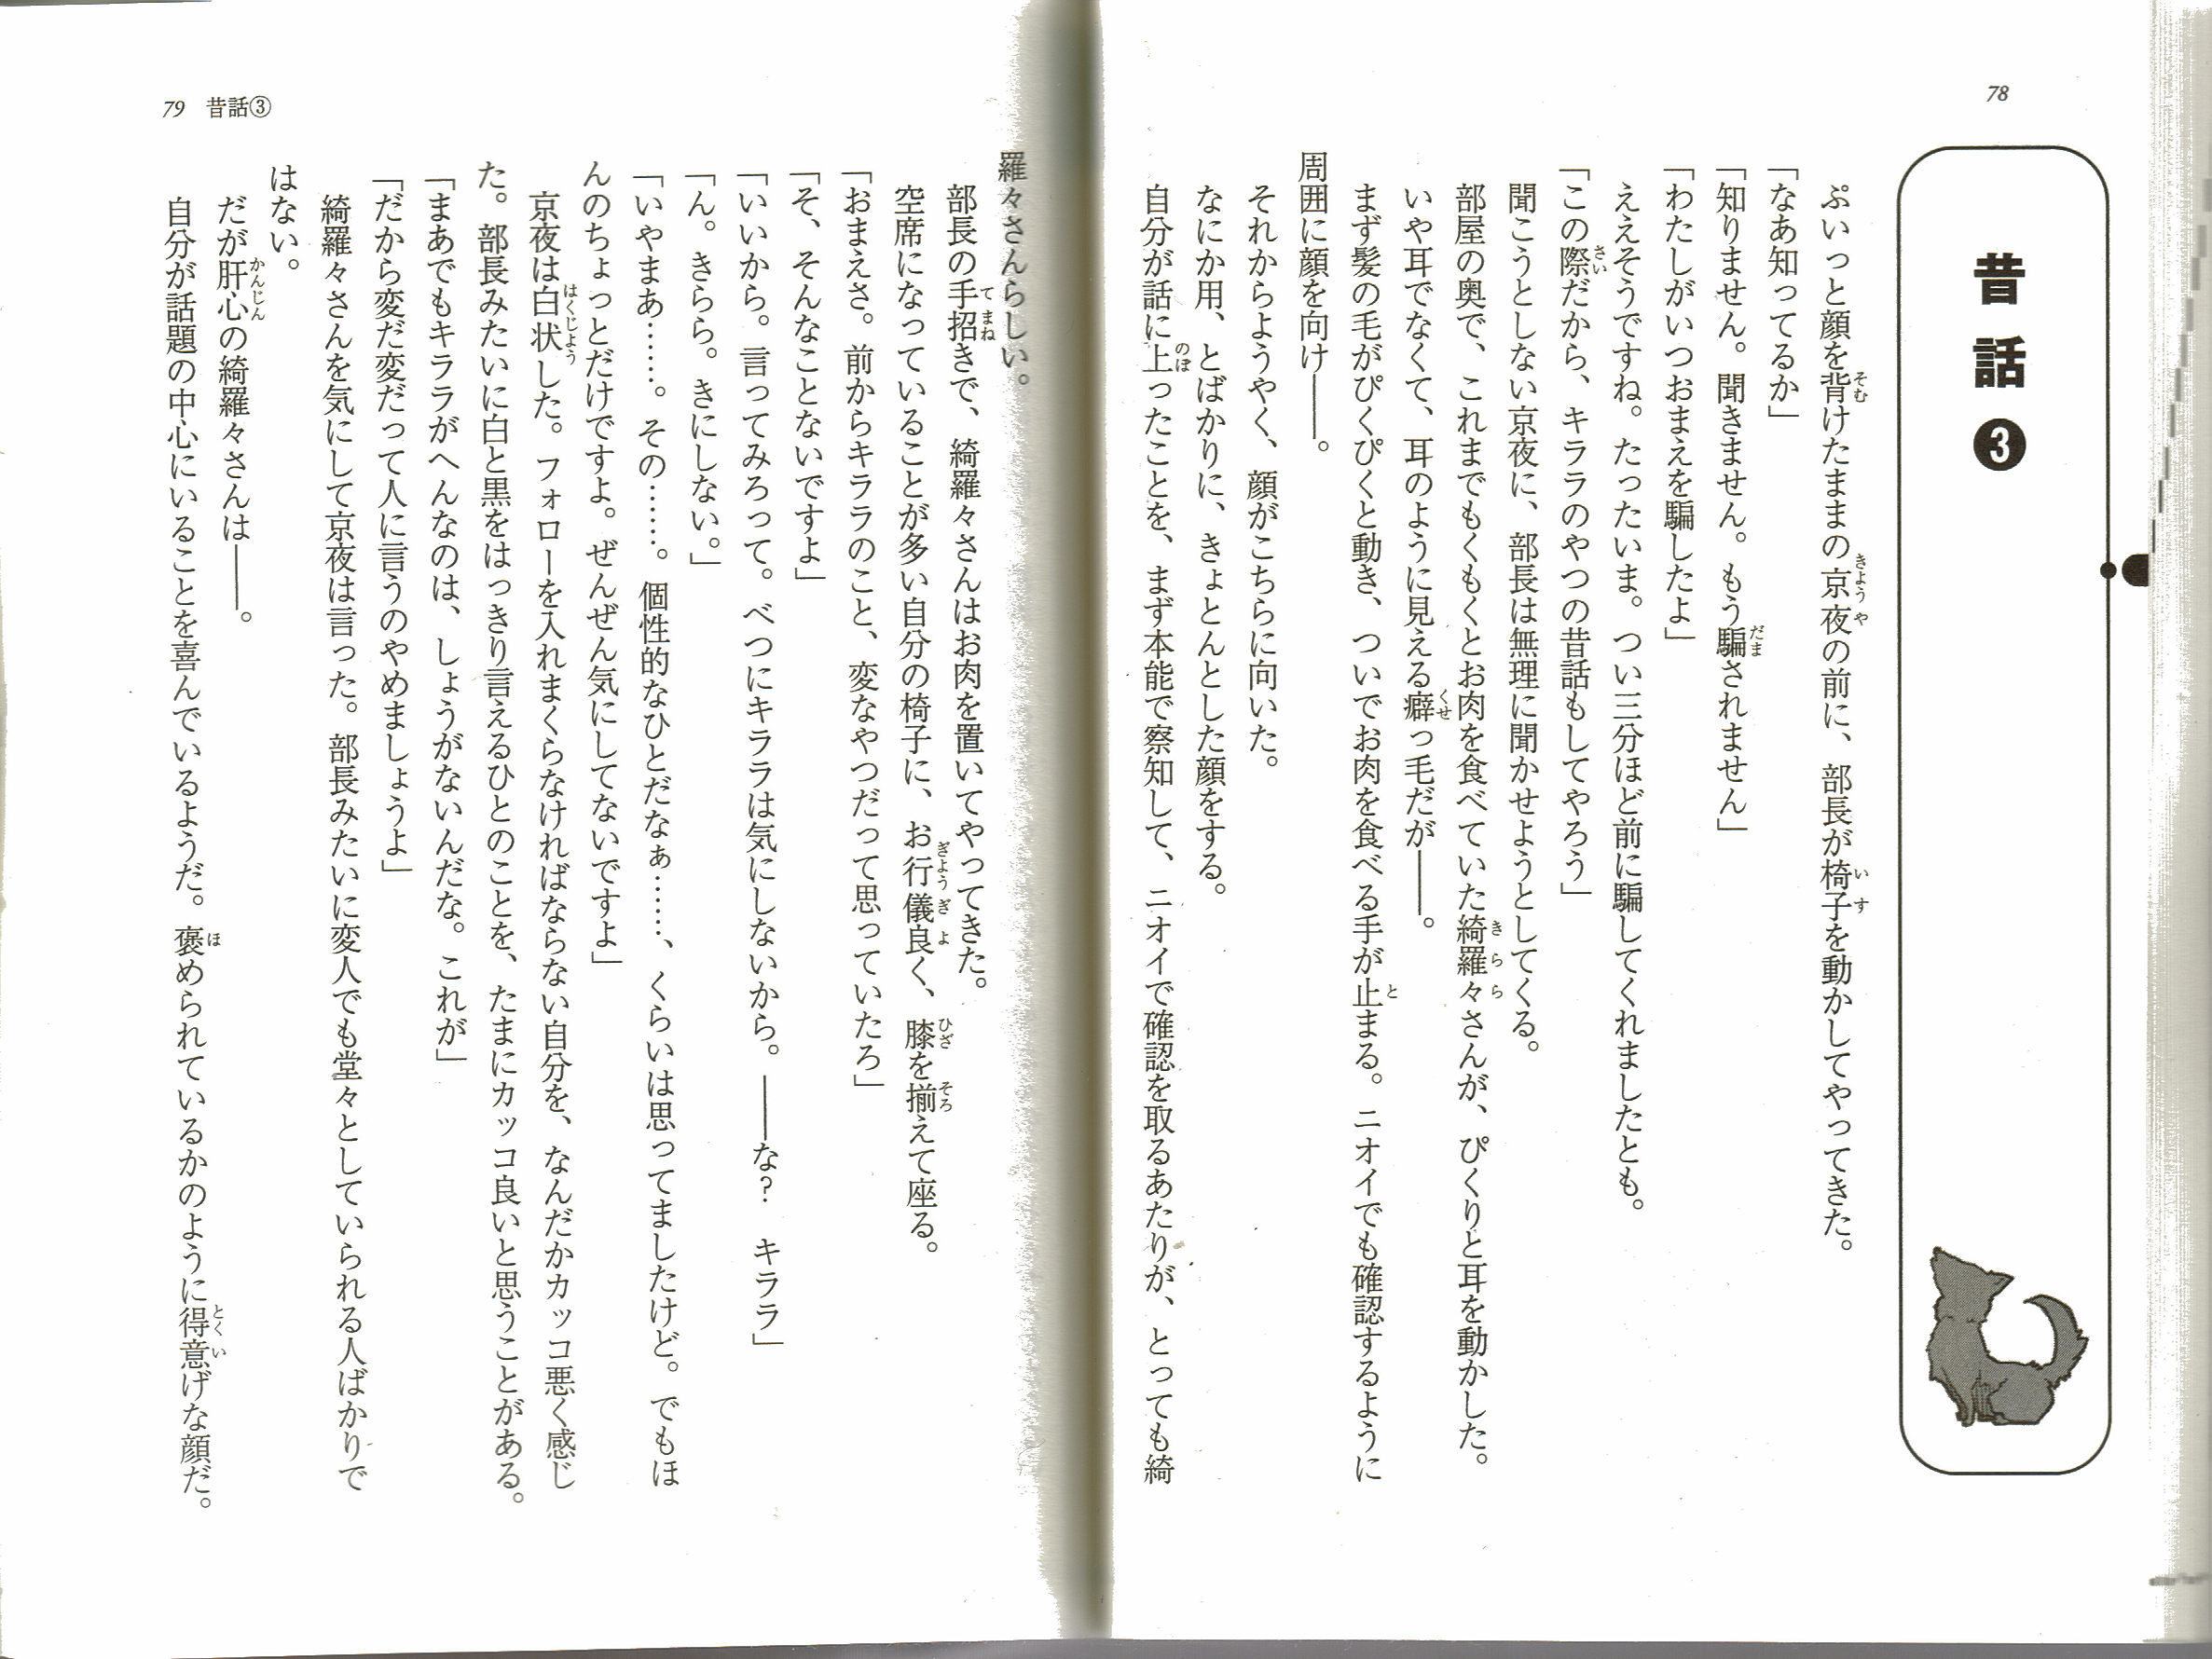 78
昔話❸
ぷいっと顔を背けたままの京夜の前に、部長が椅子を動かしてやってきた。
「なあ知ってるか」
「知りません。聞きません。もう騙されません」
「わたしがいつおまえを騙したよ」
ええそうですね。たったいま。つい三分ほど前に騙してくれましたとも。
「この際だから、キララのやつの昔話もしてやろう」
聞こうとしない京夜に、部長は無理に聞かせようとしてくる。
部屋の奥で、これまでもくもくとお肉を食べていた綺羅々さんが、ぴくりと耳を動かした。
いや耳でなくて、耳のように見える癖っ毛だが――。
まず髪の毛がぴくぴくと動き、ついでお肉を食べる手が止まる。ニオイでも確認するように
周囲に顔を向け――。
それからようやく、顔がこちらに向いた。
なにか用、とばかりに、きょとんとした顔をする。
自分が話に上ったことを、まず本能で察知して、ニオイで確認を取るあたりが、とっても綺
羅々さんらしい。
部長の手招きで、綺羅々さんはお肉を置いてやってきた。
空席になっていることが多い自分の椅子に、お行儀良く、膝を揃えて座る。
「おまえさ。前からキララのこと、変なやつだって思っていたろ」
「そ、そんなことないですよ」
「いいから。言ってみろって。べつにキララは気にしないから。――な？　キララ」
「ん。きらら。きにしない。」
「いやまあ……。その……。個性的なひとだなぁ……、くらいは思ってましたけど。でもほ
んのちょっとだけですよ。ぜんぜん気にしてないですよ」
京夜は白状した。フォローを入れまくらなければならない自分を、なんだかカッコ悪く感じ
た。部長みたいに白と黒をはっきり言えるひとのことを、たまにカッコ良いと思うことがある。
「まあでもキララがへんなのは、しょうがないんだな。これが」
「だから変だ変だって人に言うのやめましょうよ」
綺羅々さんを気にして京夜は言った。部長みたいに変人でも堂々としていられる人ばかりで
はない。
だが肝心の綺羅々さんは――。
自分が話題の中心にいることを喜んでいるようだ。褒められているかのように得意げな顔だ。
79 昔話③